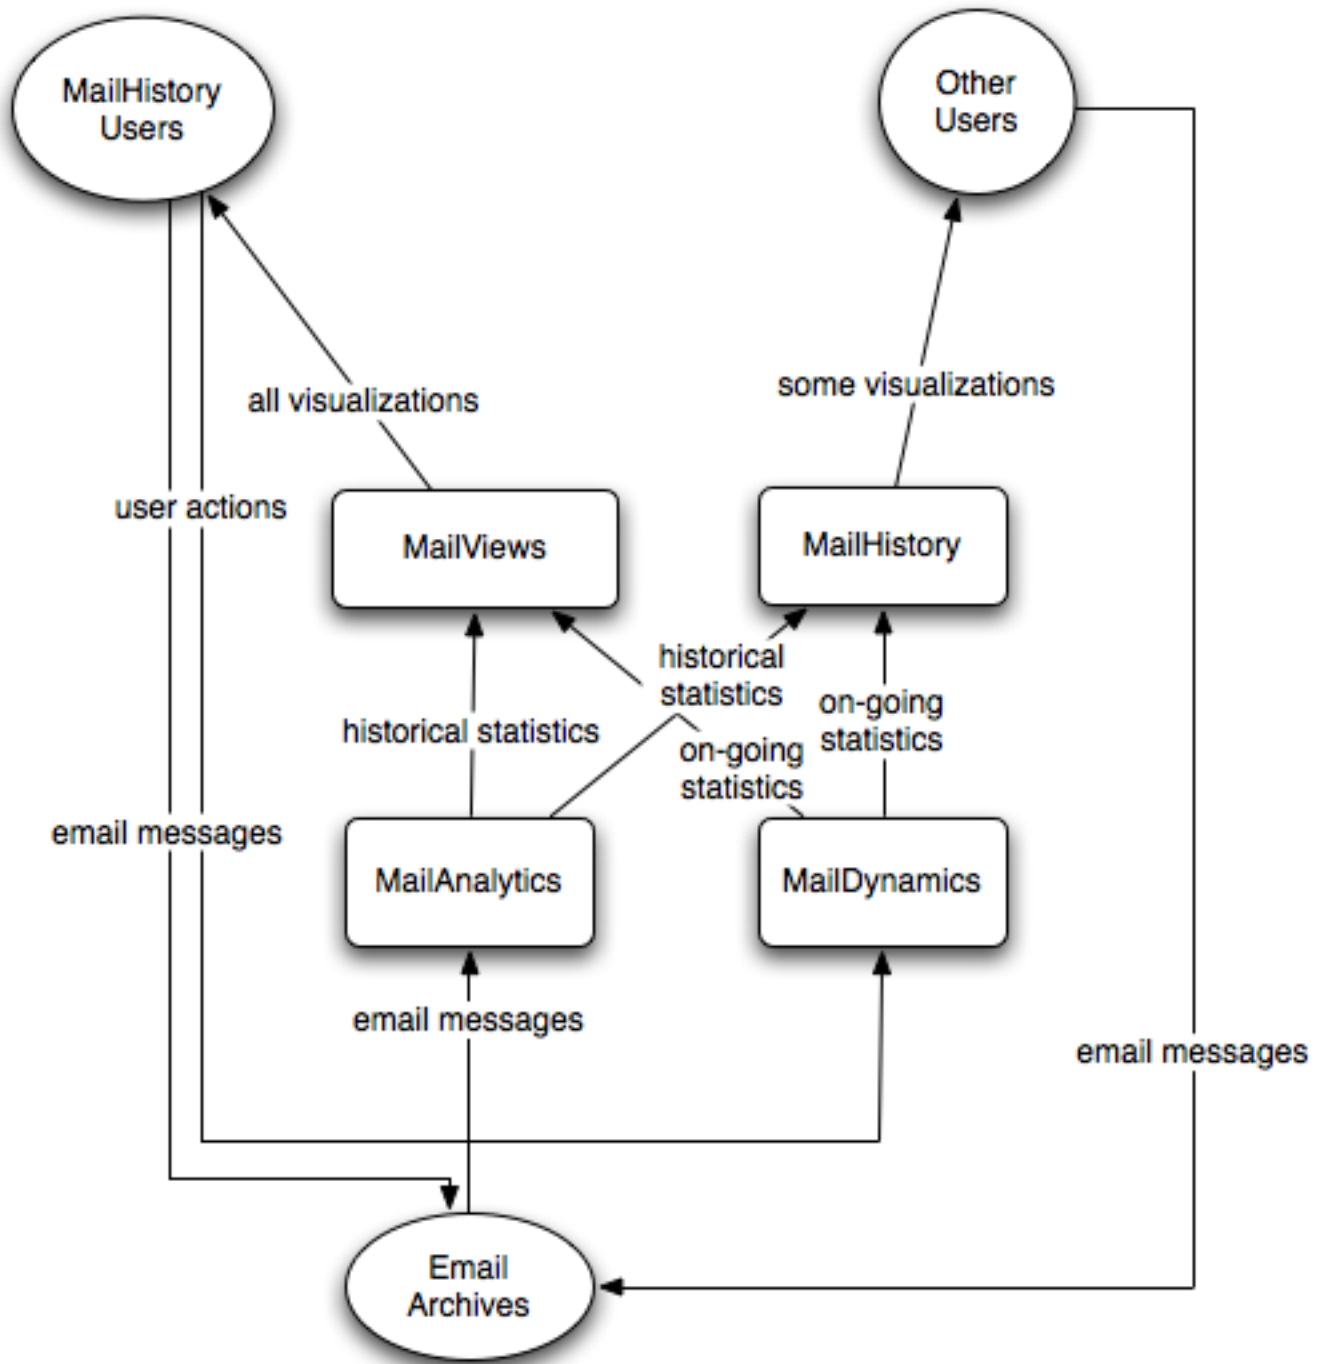 MailHistory
Users
Other
Users
all visualizations
some visualizations
user actions
MailViews
MailHistory
historical
statistics
historical statistics
on-going
statistics
on-going
statistics
email messages
MailAnalytics
MailDynamics
email messages
email messages
Email
Archives